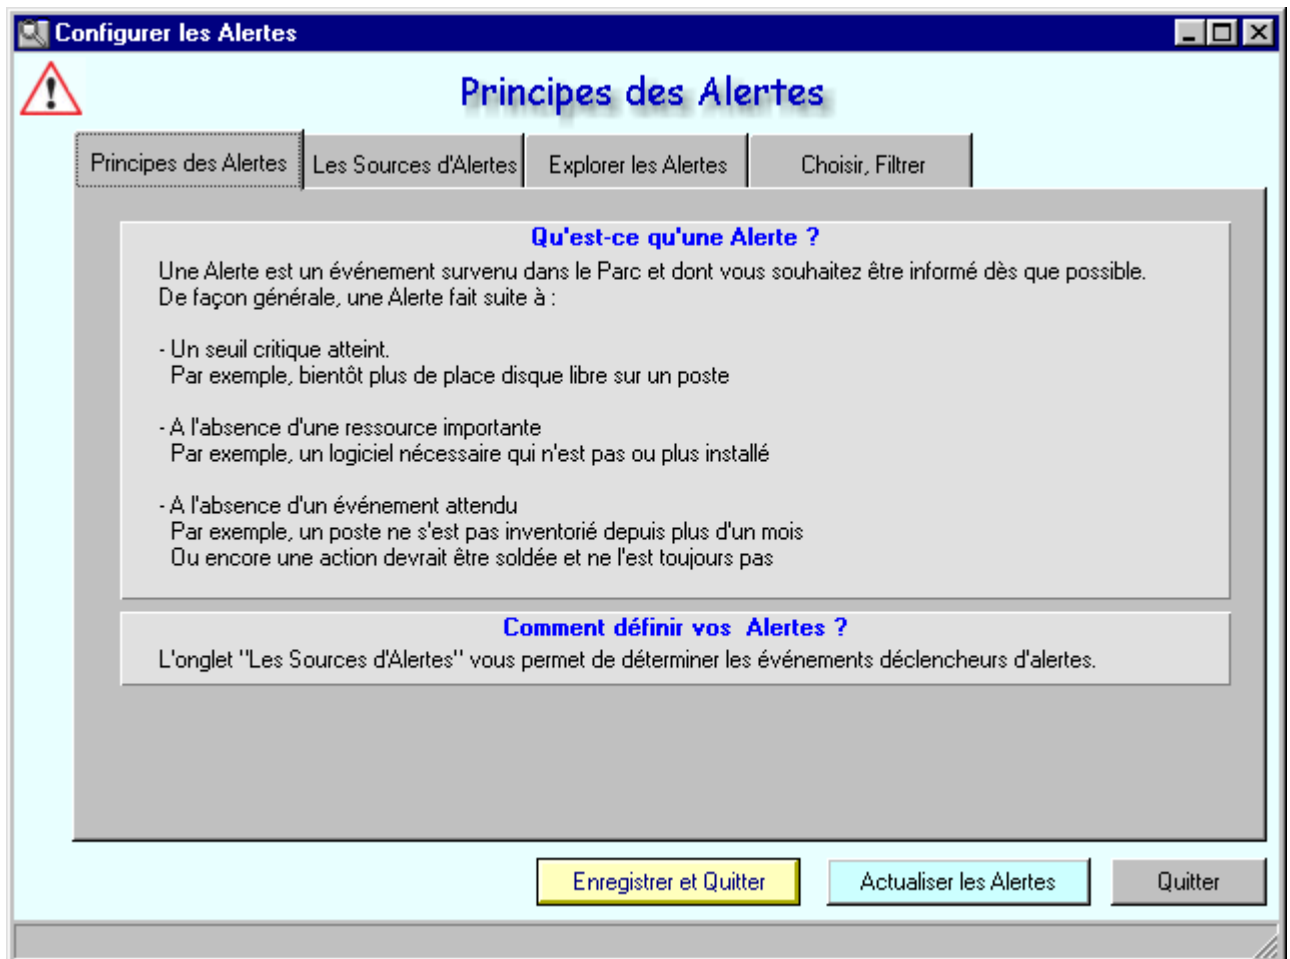 Configurer les Alertes
Principes des Alertes
Principes des Alertes
Les Sources d'Alertes
Explorer les Alertes
Choisir, Filtrer
Qu'est-ce qu'une Alerte ?
Une Alerte est un événement survenu dans le Parc et dont vous souhaitez être informé dès que possible.
De façon générale, une Alerte fait suite à :
- Un seuil critique atteint.
Par exemple, bientôt plus de place disque libre sur un poste
- A l'absence d'une ressource importante
Par exemple, un logiciel nécessaire qui n'est pas ou plus installé
- A l'absence d'un événement attendu
Par exemple, un poste ne s'est pas inventorié depuis plus d'un mois
Ou encore une action devrait être soldée et ne l'est toujours pas
Comment définir vos  Alertes ?
L'onglet "Les Sources d'Alertes" vous permet de déterminer les événements déclencheurs d'alertes.
Enregistrer et Quitter
Actualiser les Alertes
Quitter